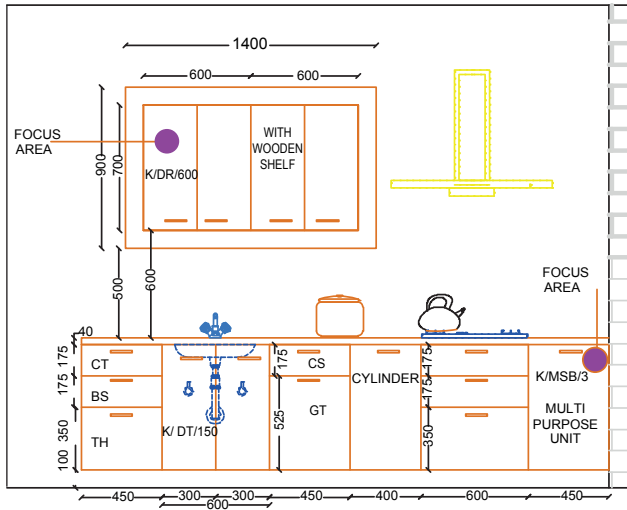 1400
600
600
FOCUS
AREA
900
700
WITH
WOODEN
SHELF
K/DR/600
500
600
FOCUS
AREA
40
175
CT
175
CS
175
CYLINDER
K/MSB/3
175
BS
175
GT
525
MULTI
PURPOSE
UNIT
350
TH
K/ DT/150
350
100
450
300
300
450
400
600
450
600